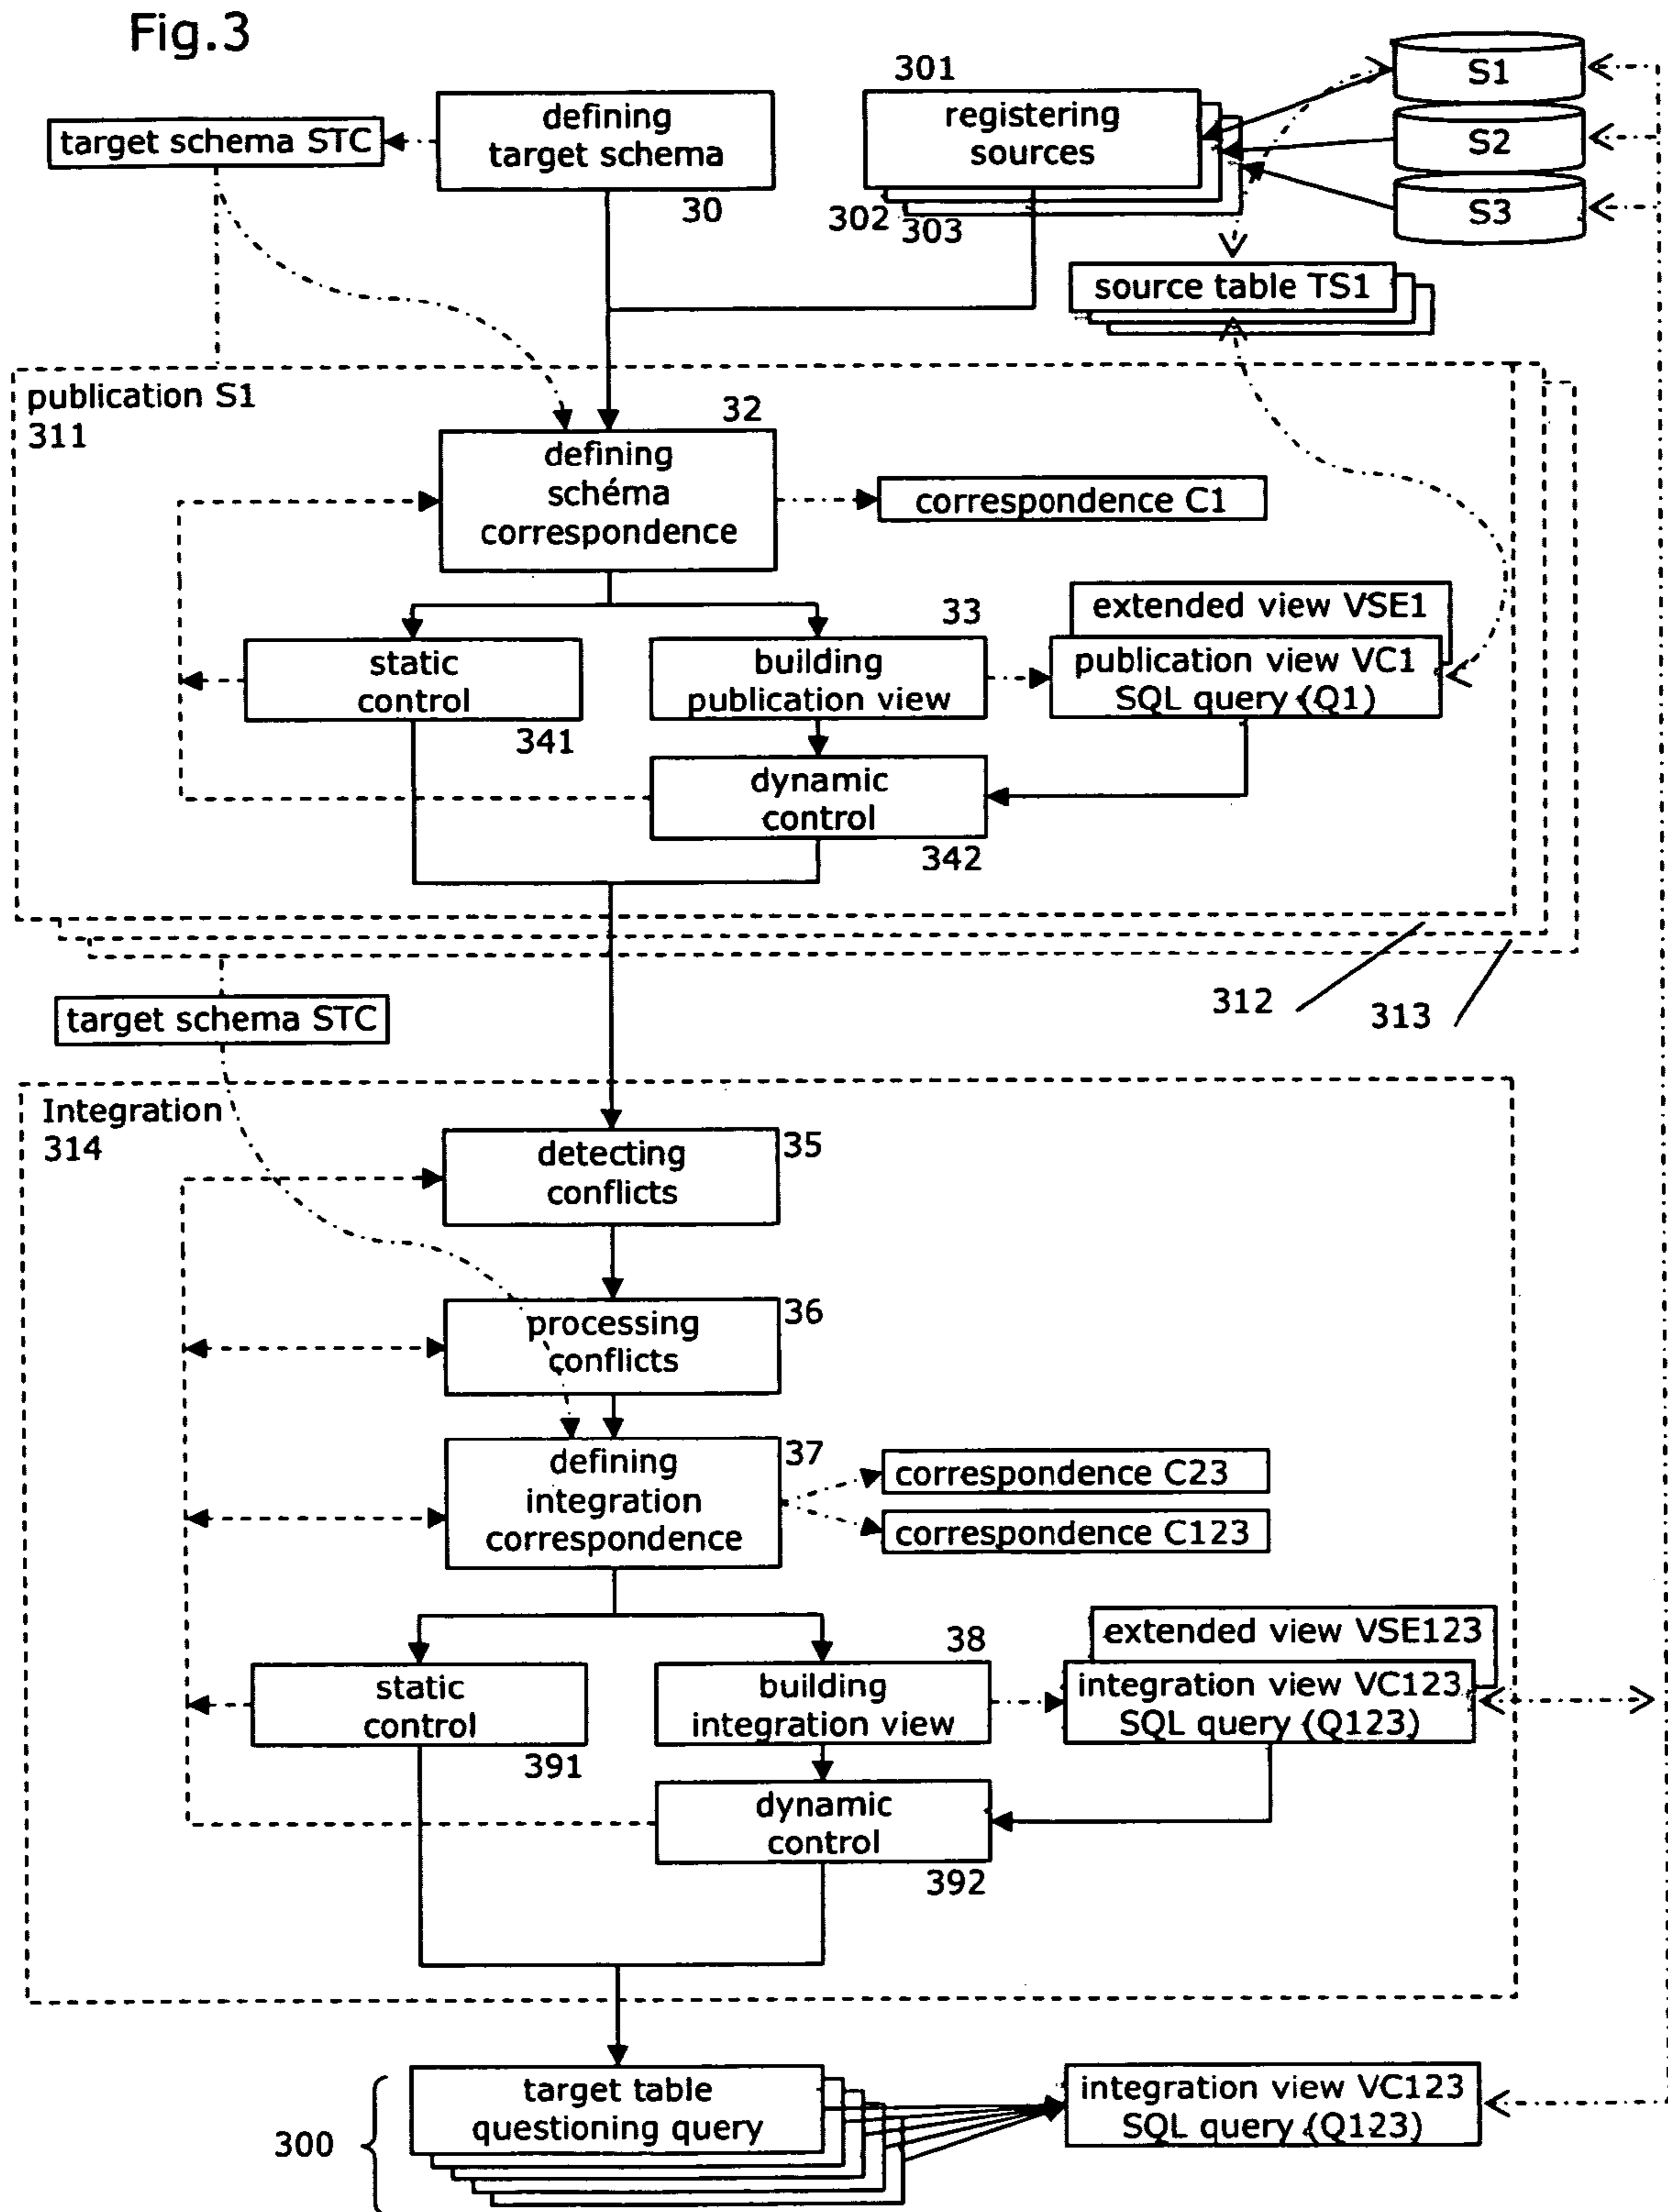 Fig.3
301
S1
defining
target schema
registering
sources
target schema STC
S2
30
302
303
S3
source table TS1
publication S1
311
32
defining
schéma
correspondence
correspondence C1
33
extended view VSE1
static
control
building
publication view
publication view VC1
SQL query (Q1)
341
dynamic
control
342
312
313
target schema STC
Integration
314
35
detecting
conflicts
36
processing
conflicts
37
defining
integration
correspondence
correspondence C23
correspondence C123
38
extended view VSE123
static
control
building
integration view
integration view VC123
SQL query (Q123)
391
dynamic
control
392
300
target table
questioning query
integration view VC123
SQL query (Q123)